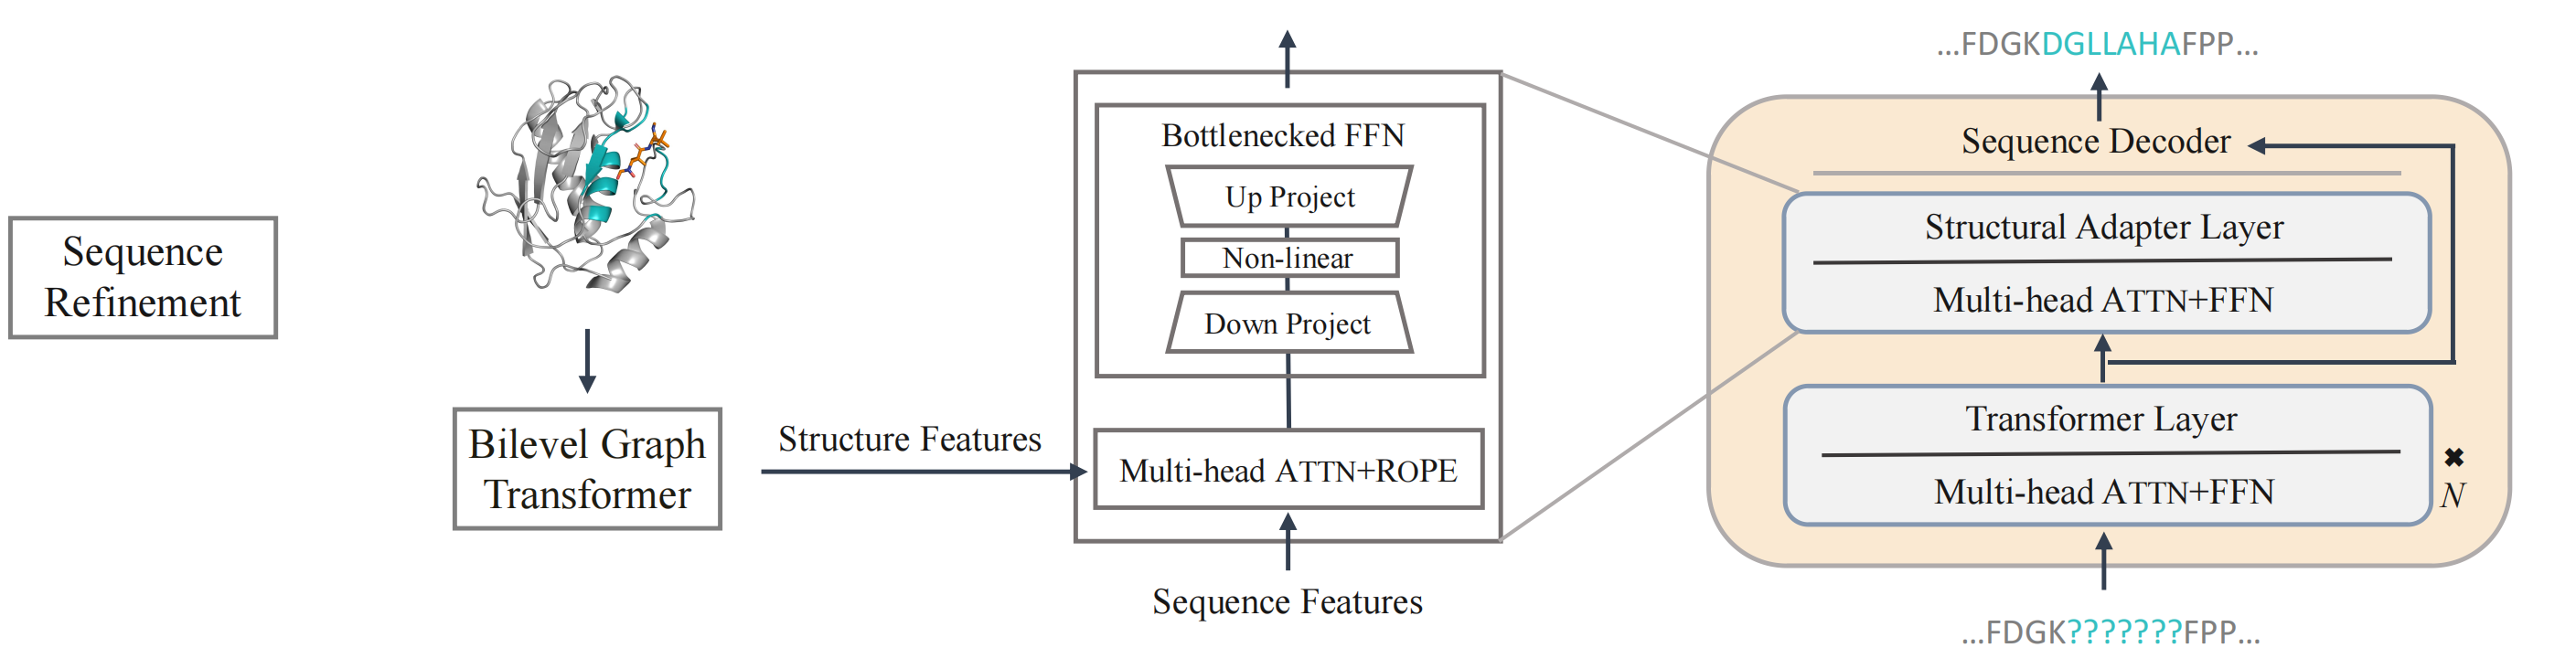 Sequence
Refinement
Bilevel Graph
Transformer
Structure Features
Bottlenecked FFN
Up Project
Non-linear
Down Project
Multi-head ATTN+ROPE
Sequence Features
...FDGKDGLLAHAFPP...
Sequence Decoder
Structural Adapter Layer
Multi-head ATTN+FFN
Transformer Layer
Multi-head ATTN+FFN
✖
N
...FDGK???????FPP...